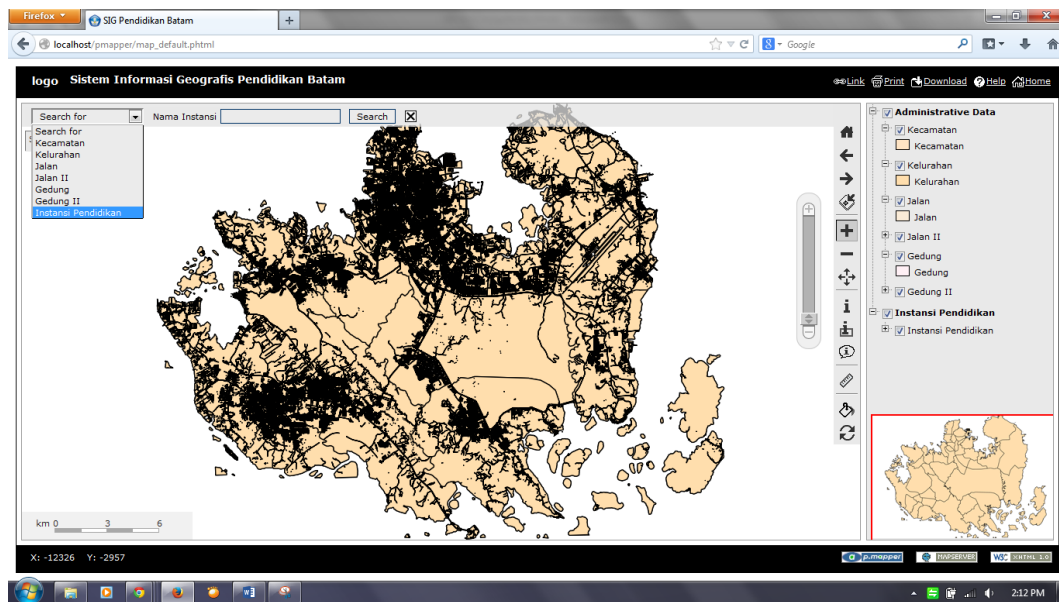 Firefox
SIG Pendidikan Batam
localhost/pmapper/map_default.phtml
Google
logo Sistem Informasi Geografis Pendidikan Batam
Link Print Download Help Home
Search for Nama Instansi Search
Search for
Kecamatan
Kelurahan
Jalan
Jalan II
Gedung
Gedung II
Instansi Pendidikan
Administrative Data
Kecamatan
Kecamatan
Kelurahan
Kelurahan
Jalan
Jalan
Jalan II
Gedung
Gedung
Gedung II
Instansi Pendidikan
Instansi Pendidikan
km 0 3 6
X: -12326 Y: -2957
p.mapper MAPSERVER W3C XHTML 1.0
2:12 PM